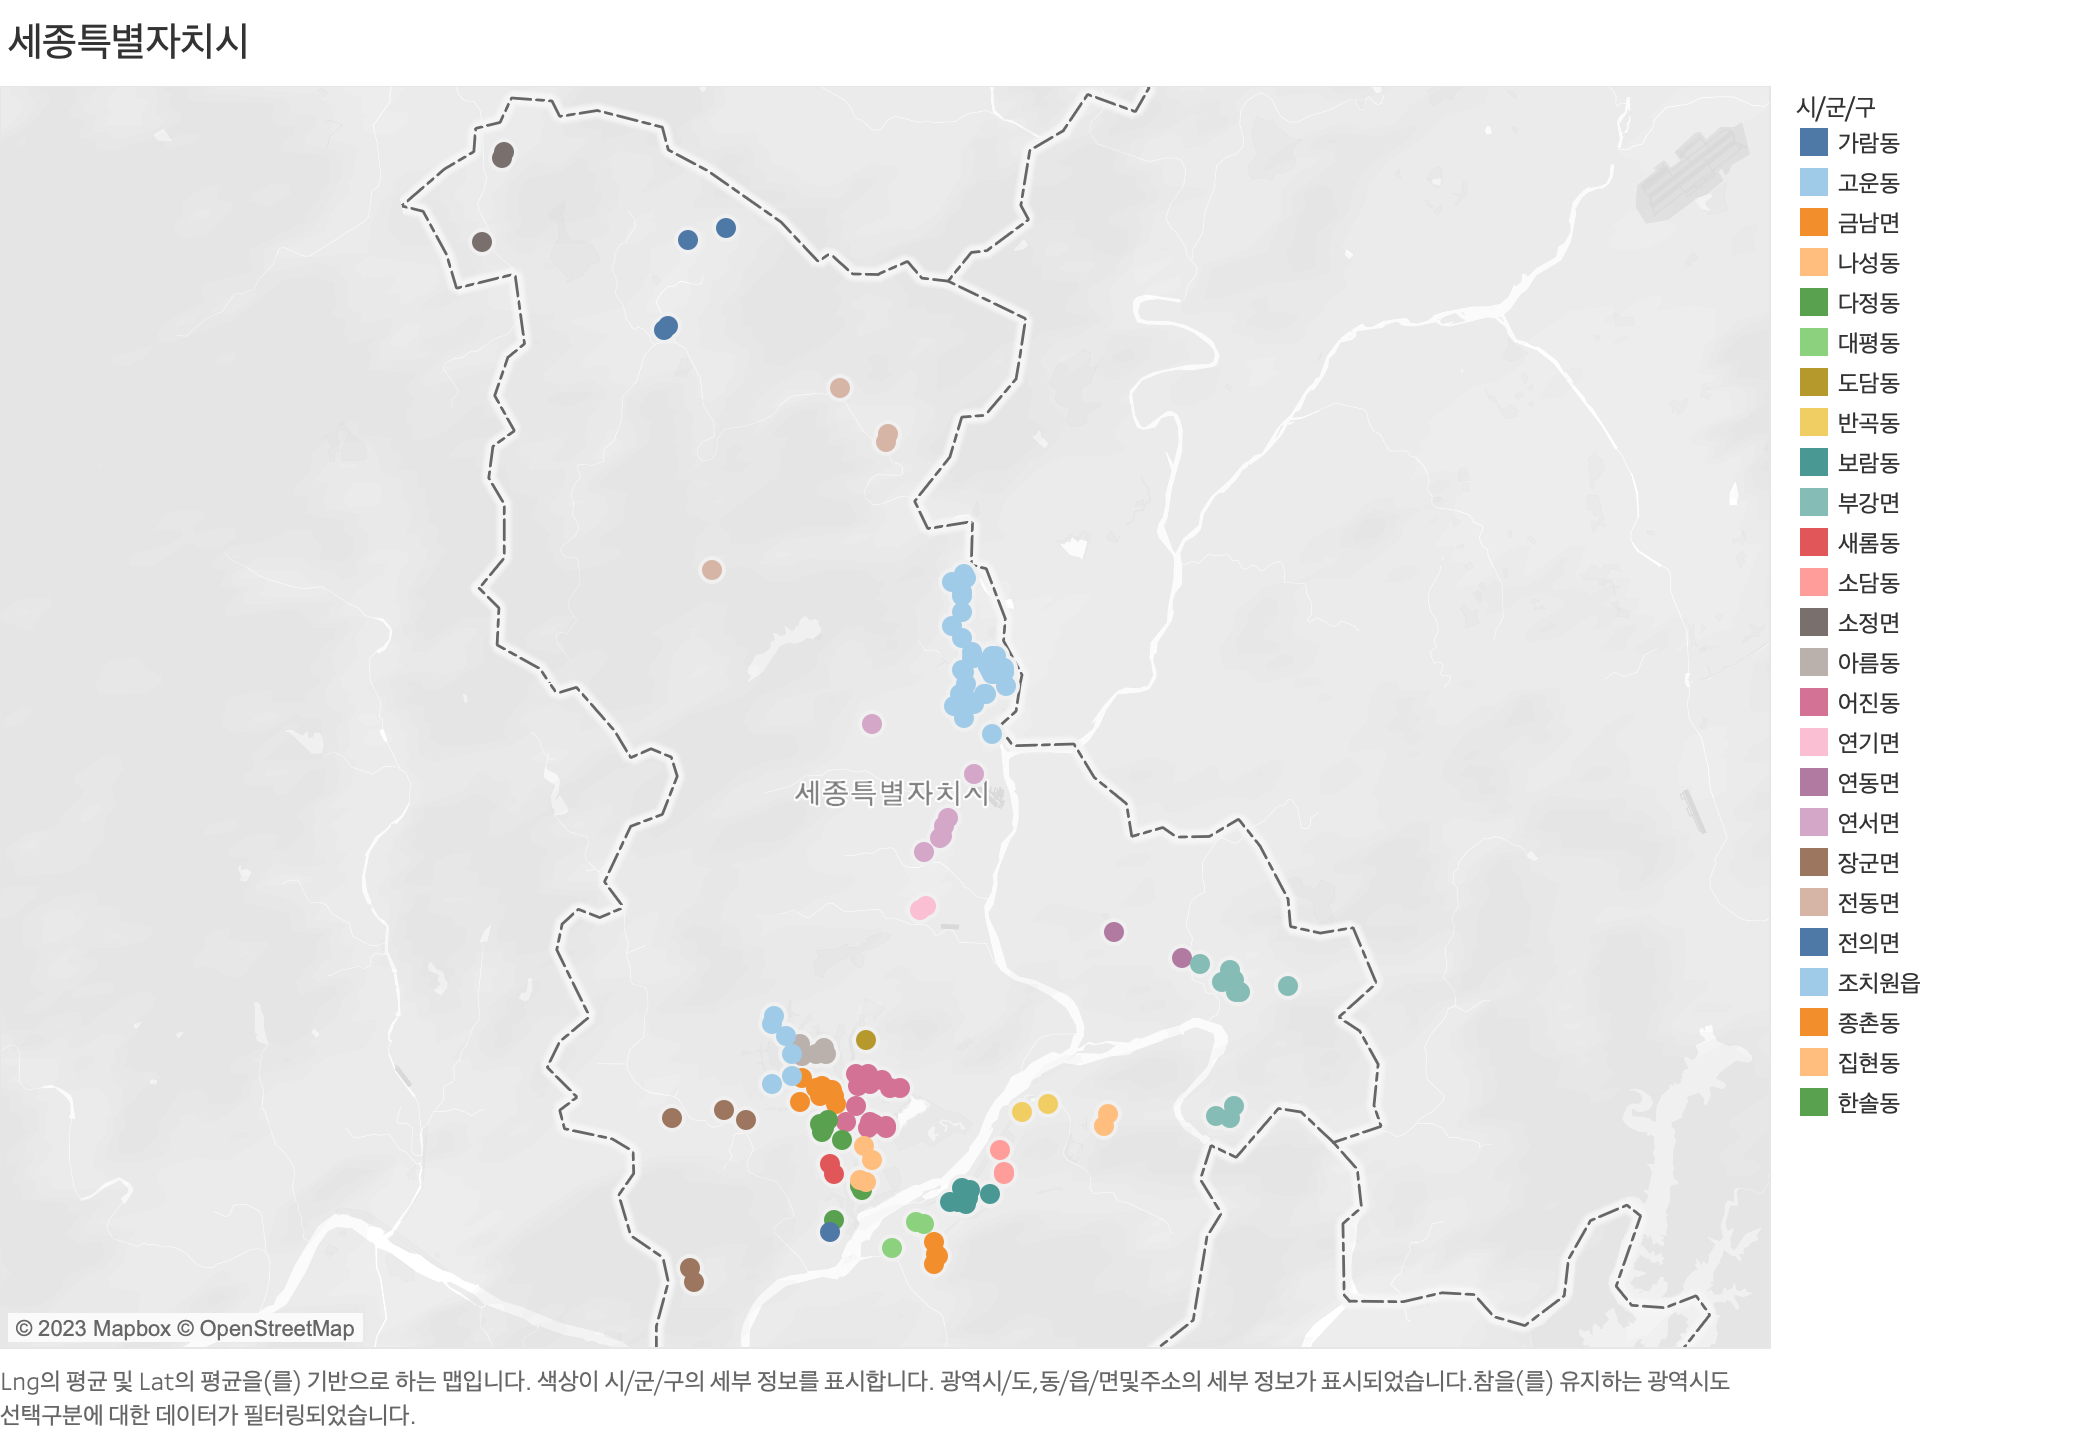 세종특별자치시
시/군/구
가람동
고운동
금남면
나성동
다정동
대평동
도담동
반곡동
보람동
부강면
새롬동
소담동
소정면
아름동
어진동
연기면
연동면
연서면
장군면
전동면
전의면
조치원읍
종촌동
집현동
한솔동
세종특별자치시
© 2023 Mapbox © OpenStreetMap
Lng의 평균 및 Lat의 평균을(를) 기반으로 하는 맵입니다. 색상이 시/군/구의 세부 정보를 표시합니다. 광역시/도,동/읍/면및주소의 세부 정보가 표시되었습니다.참을(를) 유지하는 광역시도
선택구분에 대한 데이터가 필터링되었습니다.